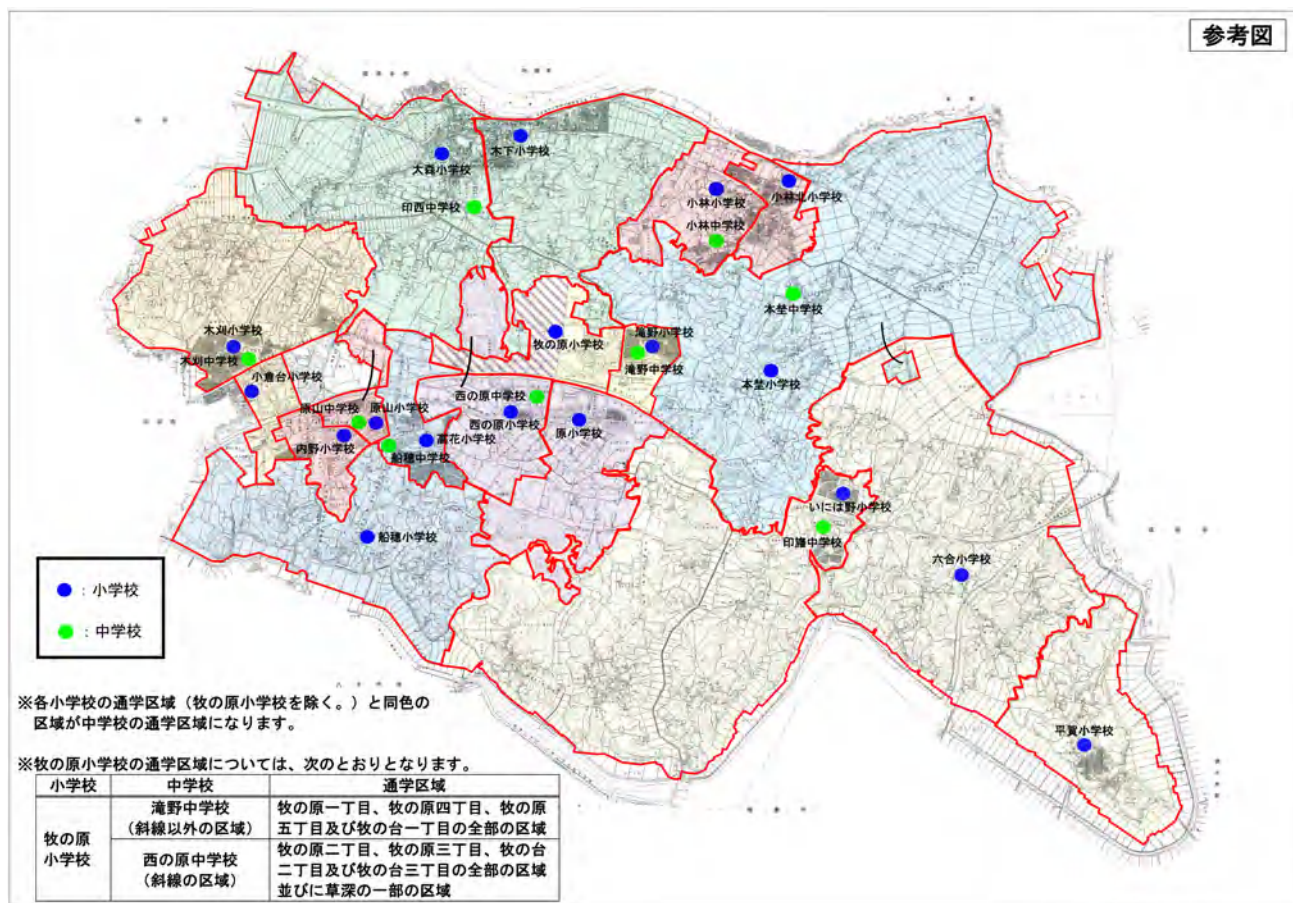 参考図
木下小学校
大森小学校
印西中学校
小林小学校
小林北小学校
小林中学校
本埜中学校
木刈小学校
木刈中学校
小倉台小学校
牧の原小学校
滝野小学校
滝野中学校
本埜小学校
西の原中学校
西の原小学校
原小学校
原山中学校
原山小学校
内野小学校
高花小学校
船穂中学校
いには野小学校
印旛中学校
船穂小学校
六合小学校
平賀小学校
：小学校
：中学校
※各小学校の通学区域（牧の原小学校を除く。）と同色の
区域が中学校の通学区域になります。
※牧の原小学校の通学区域については、次のとおりとなります。
小学校 中学校 通学区域
牧の原
小学校
滝野中学校
（斜線以外の区域）
牧の原一丁目、牧の原四丁目、牧の原
五丁目及び牧の台一丁目の全部の区域
西の原中学校
（斜線の区域）
牧の原二丁目、牧の原三丁目、牧の台
二丁目及び牧の台三丁目の全部の区域
並びに草深の一部の区域